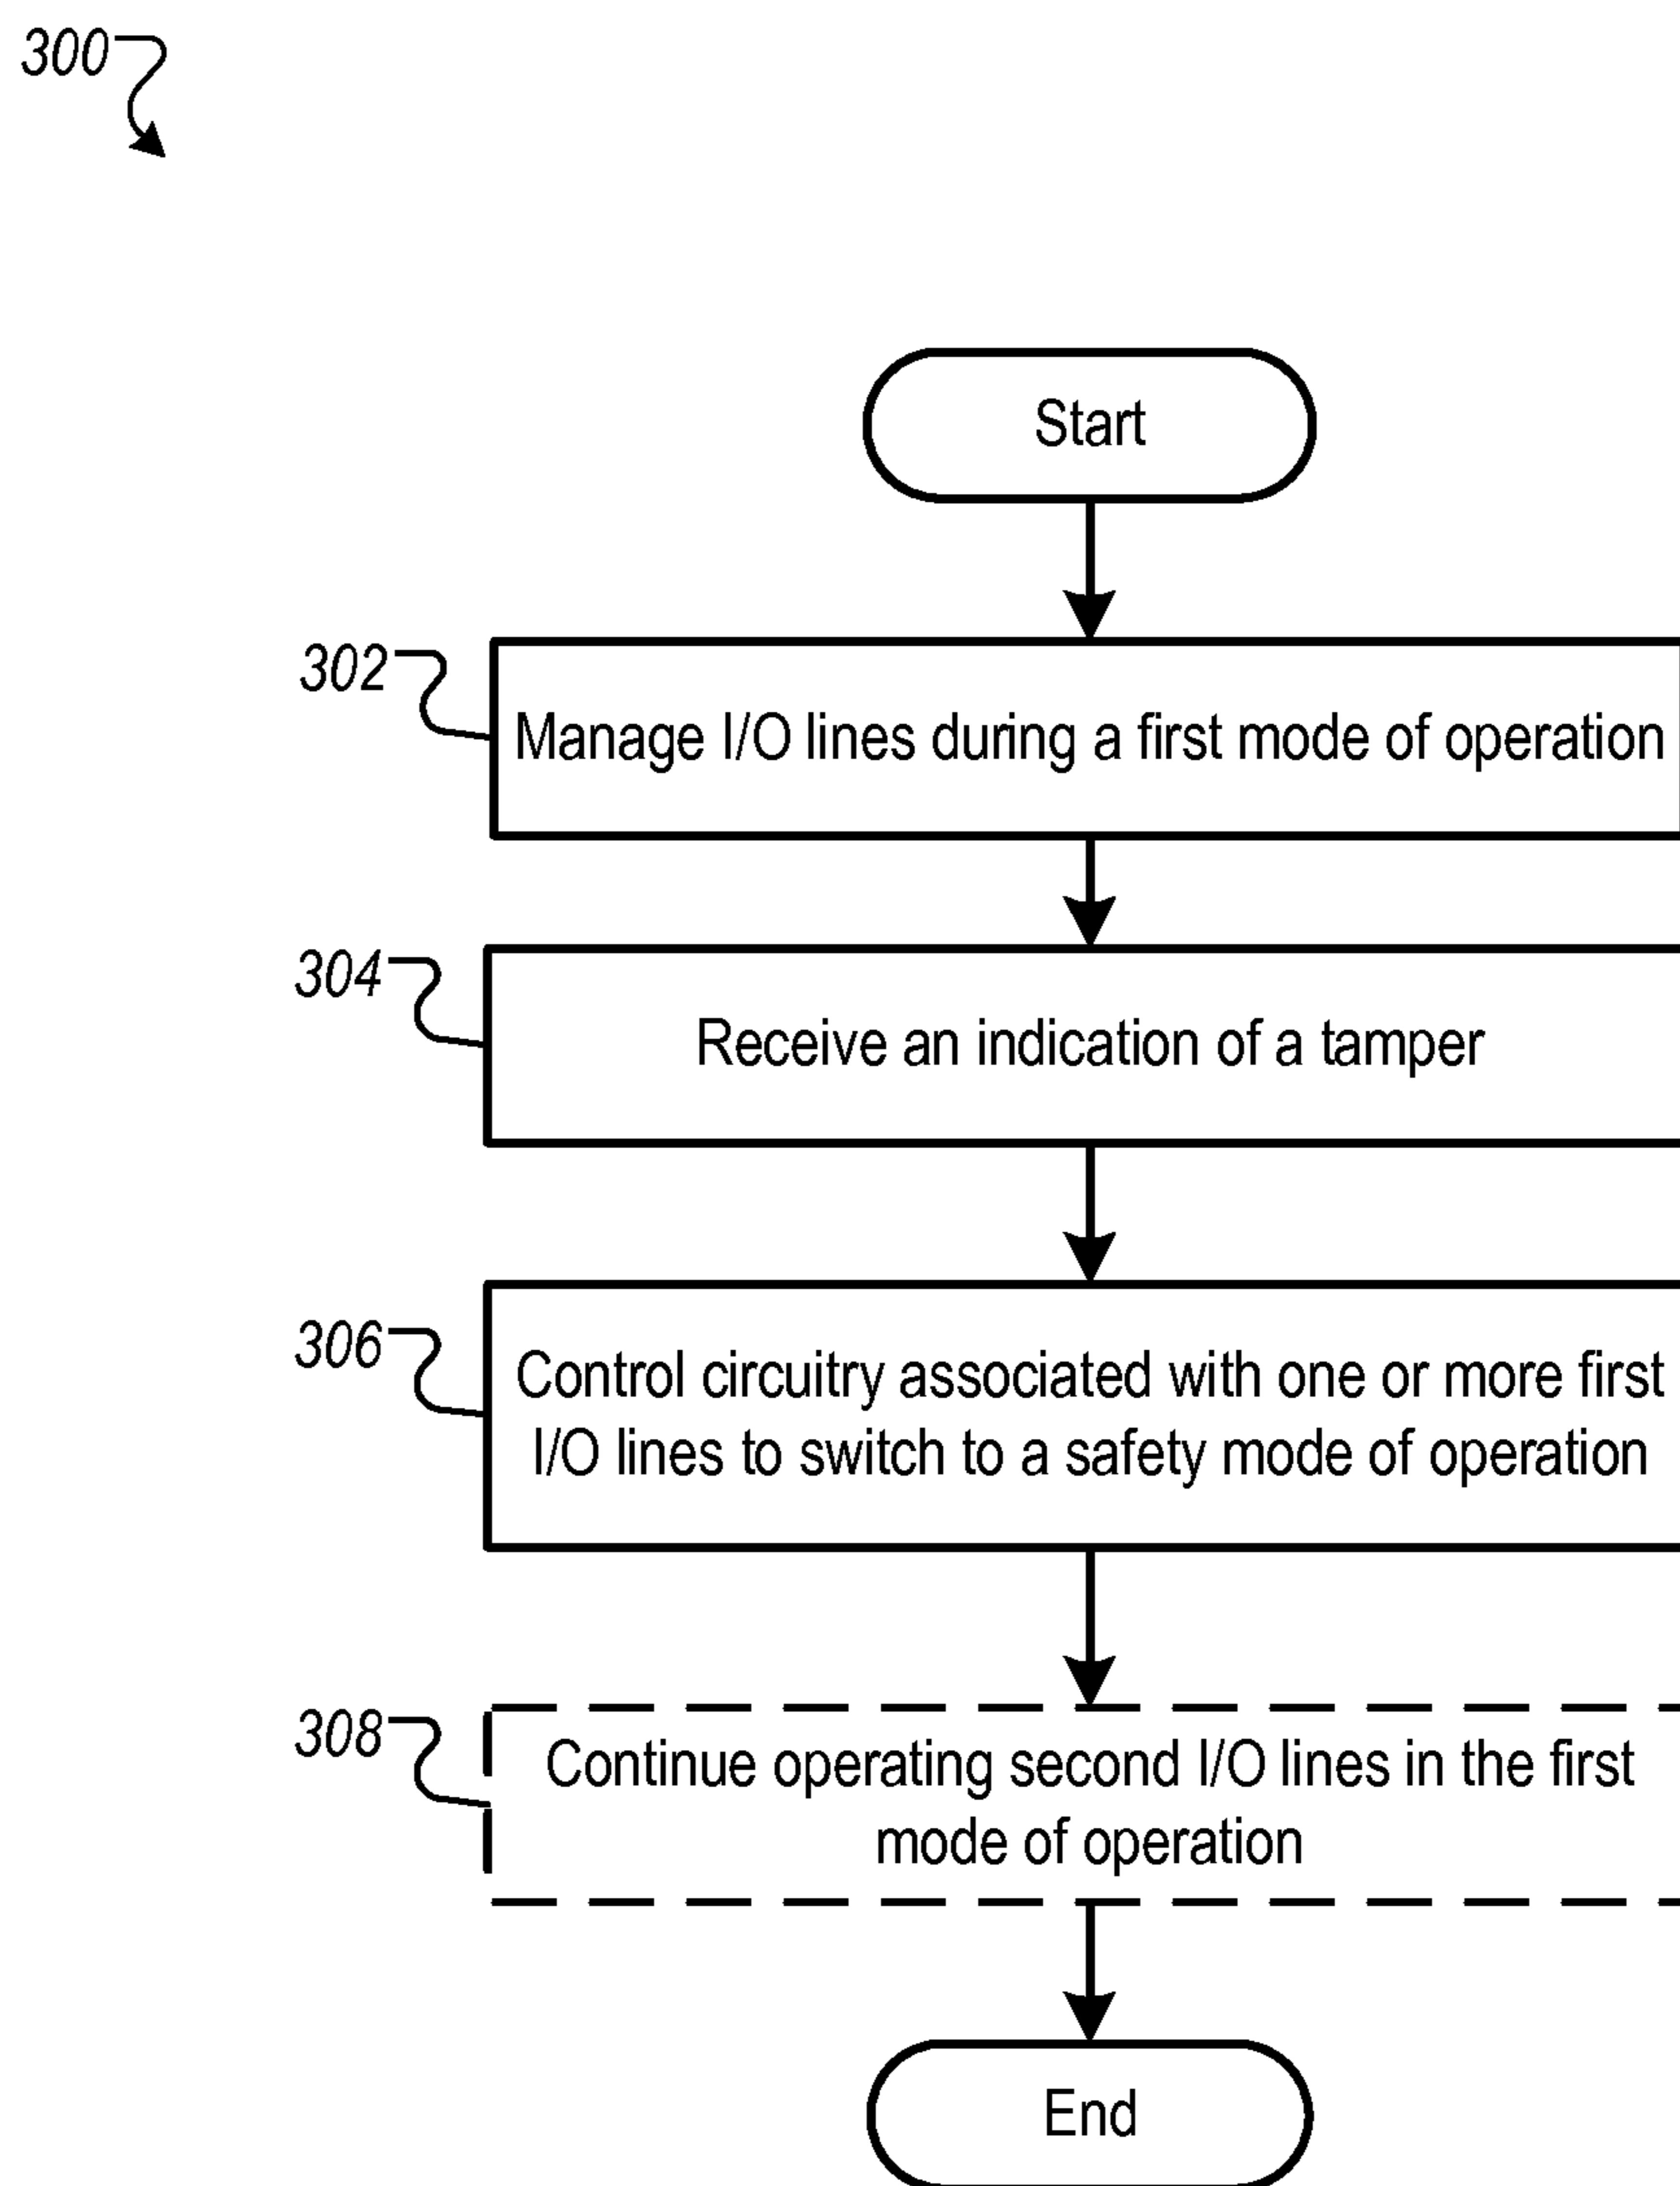 300
Start
302
Manage I/O lines during a first mode of operation
304
Receive an indication of a tamper
306
Control circuitry associated with one or more first
I/O lines to switch to a safety mode of operation
308
Continue operating second I/O lines in the first
mode of operation
End